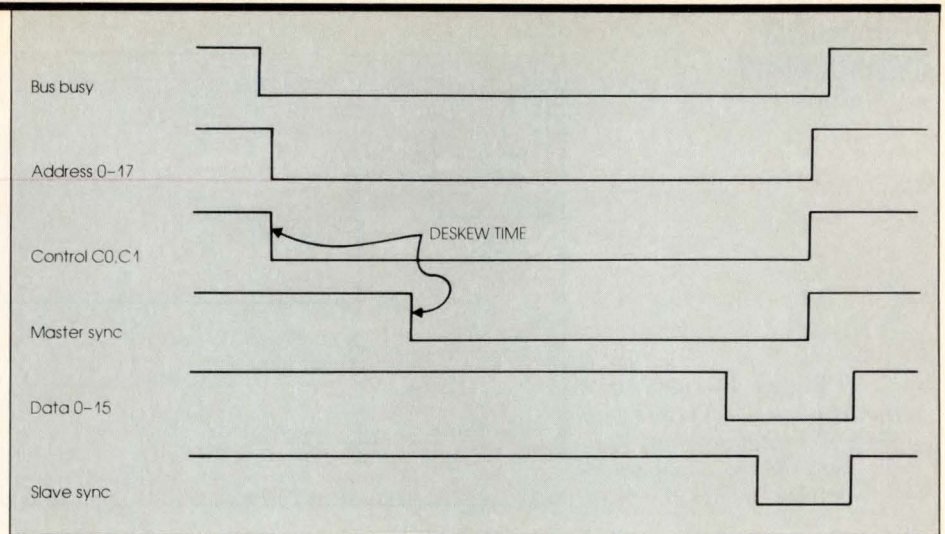 Bus busy
Address 0–17
Control C0,C1
DESKEW TIME
Master sync
Data 0–15
Slave sync